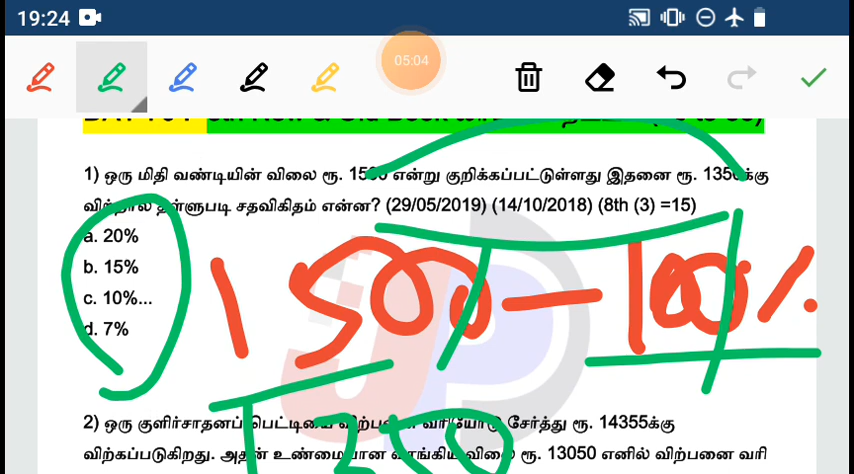 19:24
05:04
1) ஒரு மிதி வண்டியின் விலை ரூ. 1500 என்று குறிக்கப்பட்டுள்ளது இதனை ரூ. 1350க்கு
விற்றால் தள்ளுபடி சதவிகிதம் என்ன? (29/05/2019) (14/10/2018) (8th (3) =15)
a. 20%
b. 15%
c. 10%...
d. 7%
1500 – 100%
2) ஒரு குளிர்சாதனப் பெட்டியை விற்பனை வரியோடு சேர்த்து ரூ. 14355க்கு
விற்கப்படுகிறது. அதன் உண்மையான வாங்கிய விலை ரூ. 13050 எனில் விற்பனை வரி